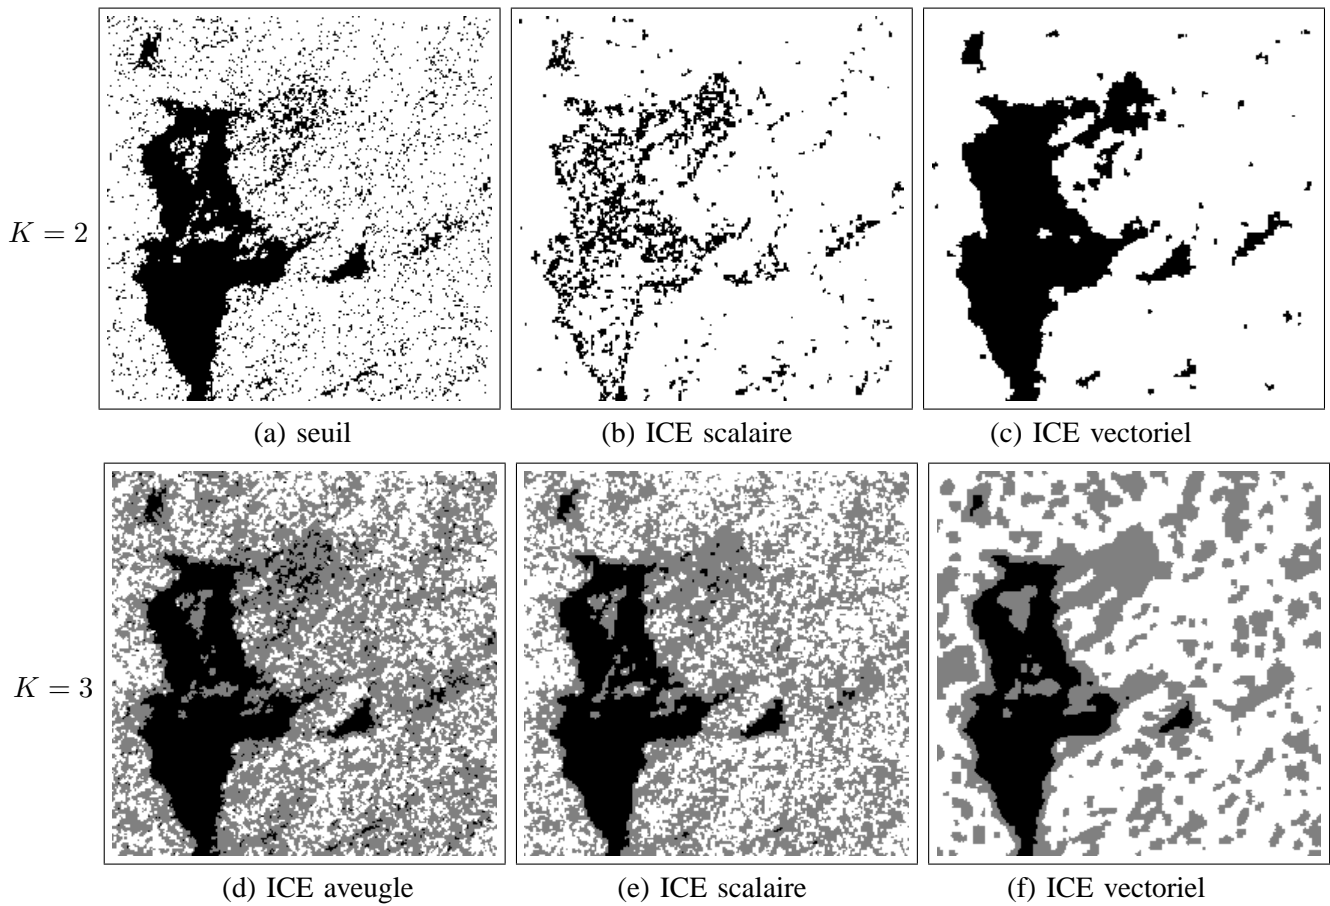 K = 2
(a) seuil
(b) ICE scalaire
(c) ICE vectoriel
K = 3
(d) ICE aveugle
(e) ICE scalaire
(f) ICE vectoriel